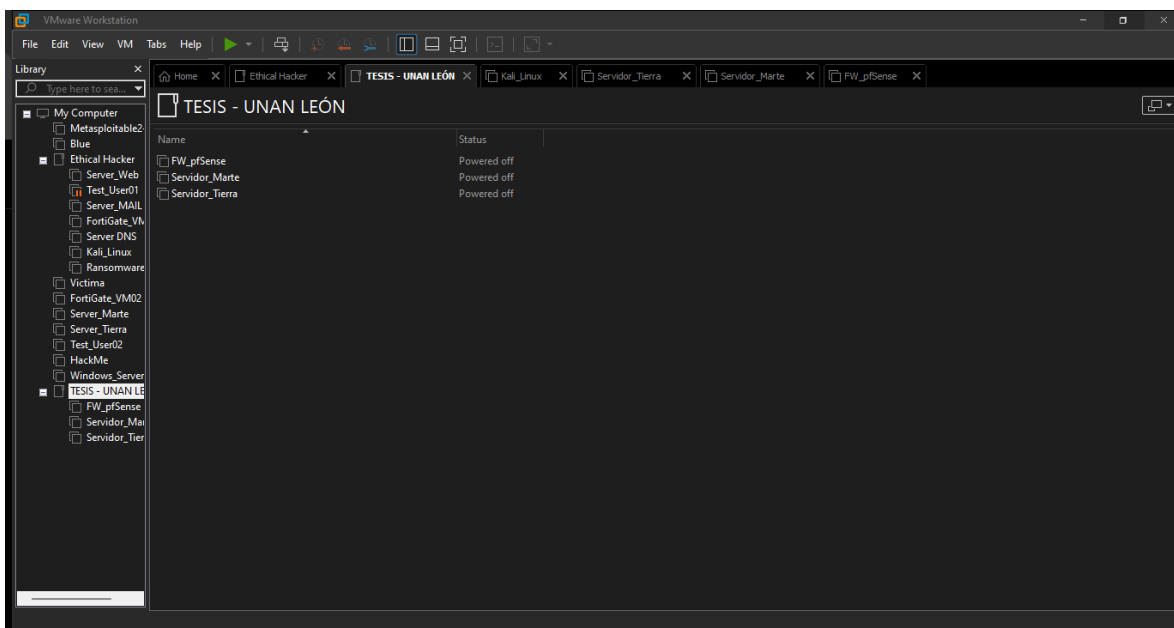 VMware Workstation
File Edit View VM Tabs Help
Library
Type here to sea...
My Computer
Metasploitable2-
Blue
Ethical Hacker
Server_Web
Test_User01
Server_MAIL
FortiGate_VM
Server DNS
Kali_Linux
Ransomware
Victima
FortiGate_VM02
Server_Marte
Server_Tierra
Test_User02
HackMe
Windows_Server
TESIS - UNAN LE
FW_pfSense
Servidor_Mar
Servidor_Tier
Home Ethical Hacker TESIS - UNAN LEÓN Kali_Linux Servidor_Tierra Servidor_Marte FW_pfSense
TESIS - UNAN LEÓN
Name Status
FW_pfSense Powered off
Servidor_Marte Powered off
Servidor_Tierra Powered off